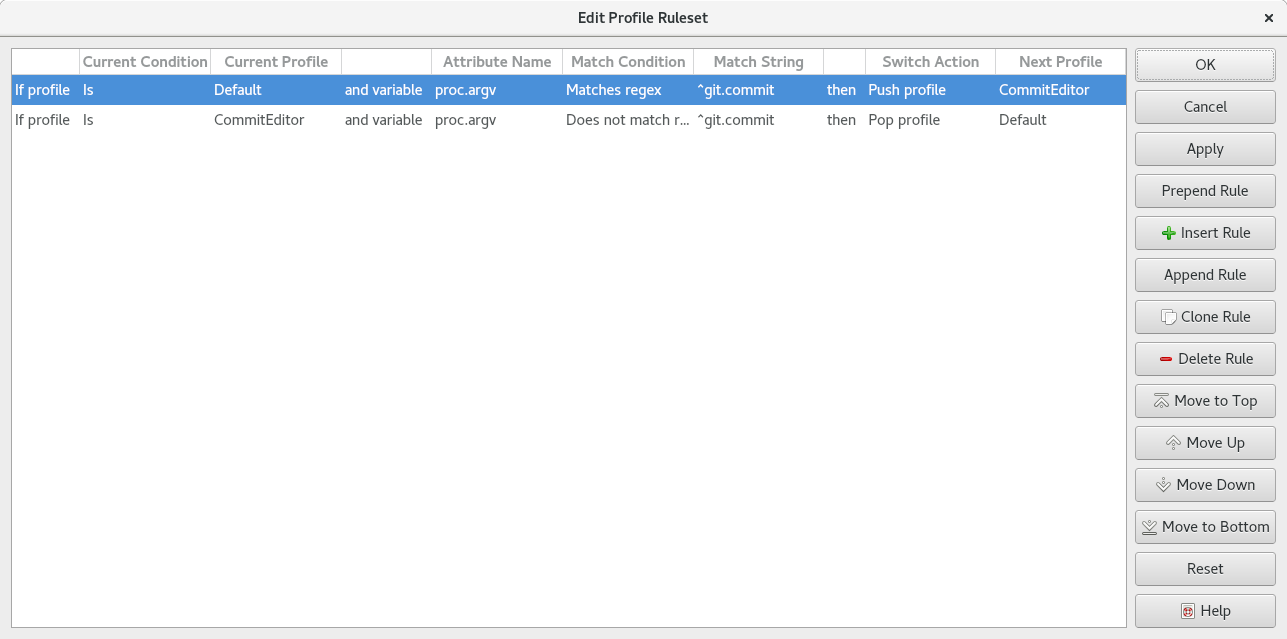 Edit Profile Ruleset ×
Current Condition Current Profile Attribute Name Match Condition Match String Switch Action Next Profile
If profile Is Default and variable proc.argv Matches regex ^git.commit then Push profile CommitEditor
If profile Is CommitEditor and variable proc.argv Does not match r... ^git.commit then Pop profile Default
OK
Cancel
Apply
Prepend Rule
Insert Rule
Append Rule
Clone Rule
Delete Rule
Move to Top
Move Up
Move Down
Move to Bottom
Reset
Help